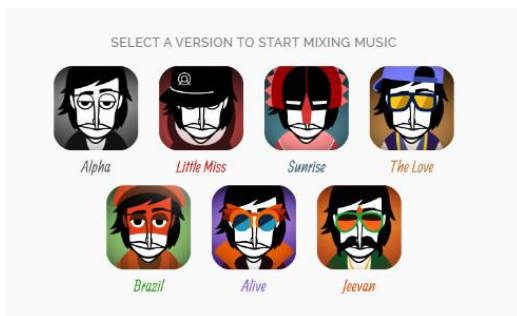 SELECT A VERSION TO START MIXING MUSIC
Alpha Little Miss Sunrise The Love
Brazil Alive Jeevan